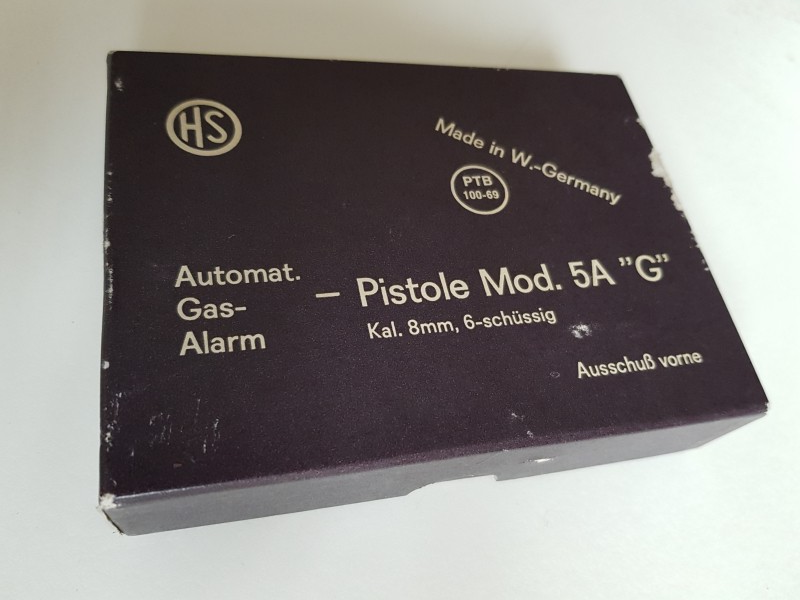 HS
Made in W.-Germany
PTB
100-69
Automat.
Gas-
Alarm
– Pistole Mod. 5A ”G”
Kal. 8mm, 6-schüssig
Ausschuß vorne